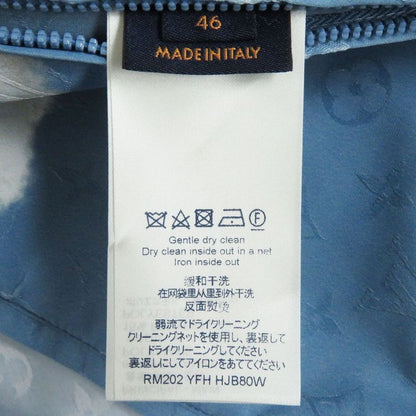 46
MADE IN ITALY
F
Gentle dry clean
Dry clean inside out in a net
Iron inside out
缓和干洗
在网袋里从里到外干洗
反面熨烫
弱流でドライクリーニング
クリーニングネットを使用し、裏返して
ドライクリーニングしてください
裏返しにしてアイロンをあててください
RM202 YFH HJB80W